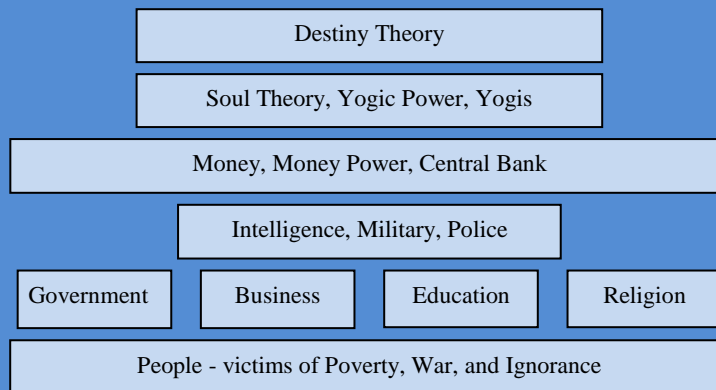 Destiny Theory
Soul Theory, Yogic Power, Yogis
Money, Money Power, Central Bank
Intelligence, Military, Police
Government Business Education Religion
People - victims of Poverty, War, and Ignorance